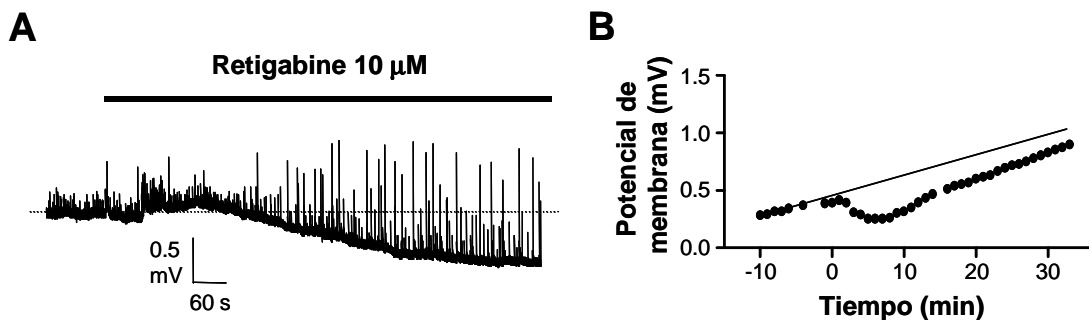 A
Retigabine 10 μM
0.5
mV
60 s
B
Potencial de
membrana (mV)
1.5
1.0
0.5
0.0
-10
0
10
20
30
Tiempo (min)